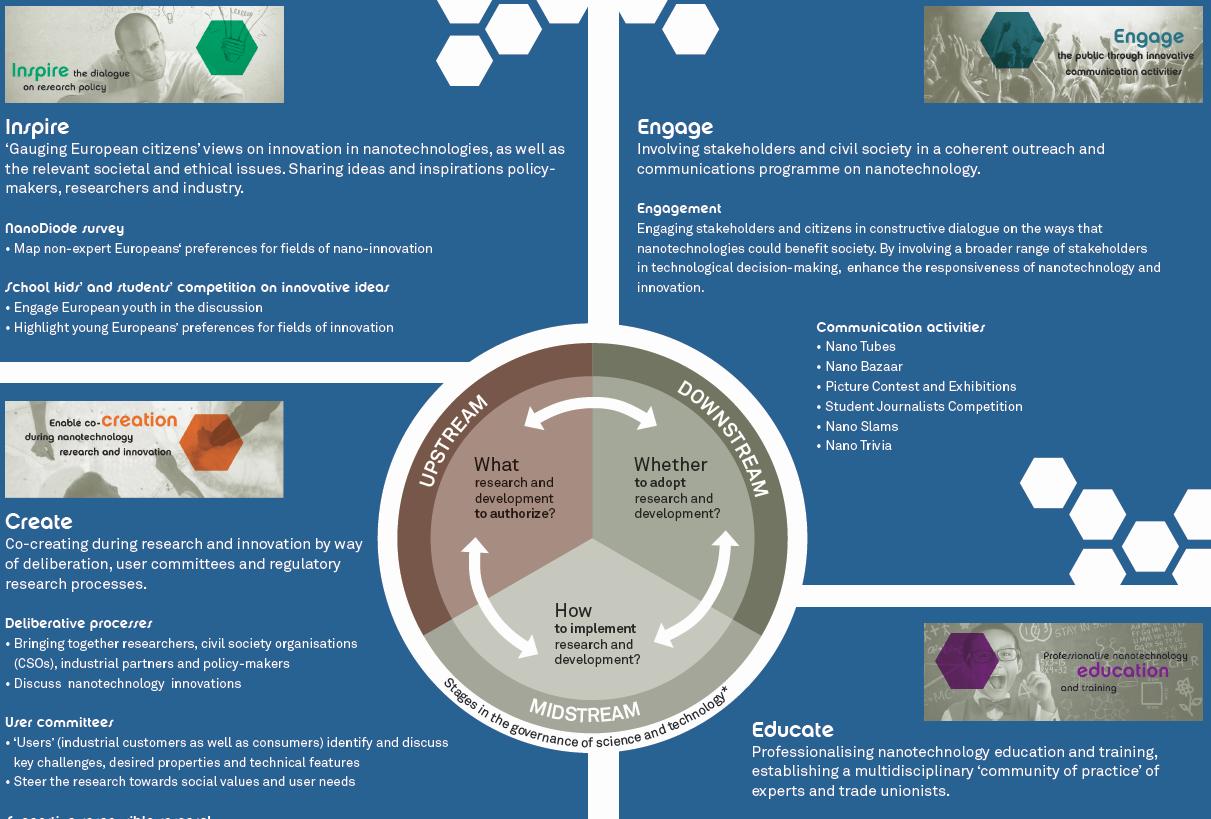 Inspire the dialogue
on research policy
Inspire
‘Gauging European citizens’ views on innovation in nanotechnologies, as well as
the relevant societal and ethical issues. Sharing ideas and inspirations policy-
makers, researchers and industry.
NanoDiode survey
• Map non-expert Europeans‘ preferences for fields of nano-innovation
School kids’ and students’ competition on innovative ideas
• Engage European youth in the discussion
• Highlight young Europeans’ preferences for fields of innovation
Engage
the public through innovative
communication activities
Engage
Involving stakeholders and civil society in a coherent outreach and
communications programme on nanotechnology.
Engagement
Engaging stakeholders and citizens in constructive dialogue on the ways that
nanotechnologies could benefit society. By involving a broader range of stakeholders
in technological decision-making, enhance the responsiveness of nanotechnology and
innovation.
Communication activities
• Nano Tubes
• Nano Bazaar
• Picture Contest and Exhibitions
• Student Journalists Competition
• Nano Slams
• Nano Trivia
UPSTREAM
What
research and
development
to authorize?
DOWNSTREAM
Whether
to adopt
research and
development?
How
to implement
research and
development?
MIDSTREAM
Stages in the governance of science and technology*
Enable co-creation
during nanotechnology
research and innovation
Create
Co-creating during research and innovation by way
of deliberation, user committees and regulatory
research processes.
Deliberative processes
• Bringing together researchers, civil society organisations
(CSOs), industrial partners and policy-makers
• Discuss nanotechnology innovations
User committees
• ‘Users’ (industrial customers as well as consumers) identify and discuss
key challenges, desired properties and technical features
• Steer the research towards social values and user needs
Professionalise nanotechnology
education
and training
Educate
Professionalising nanotechnology education and training,
establishing a multidisciplinary ‘community of practice’ of
experts and trade unionists.